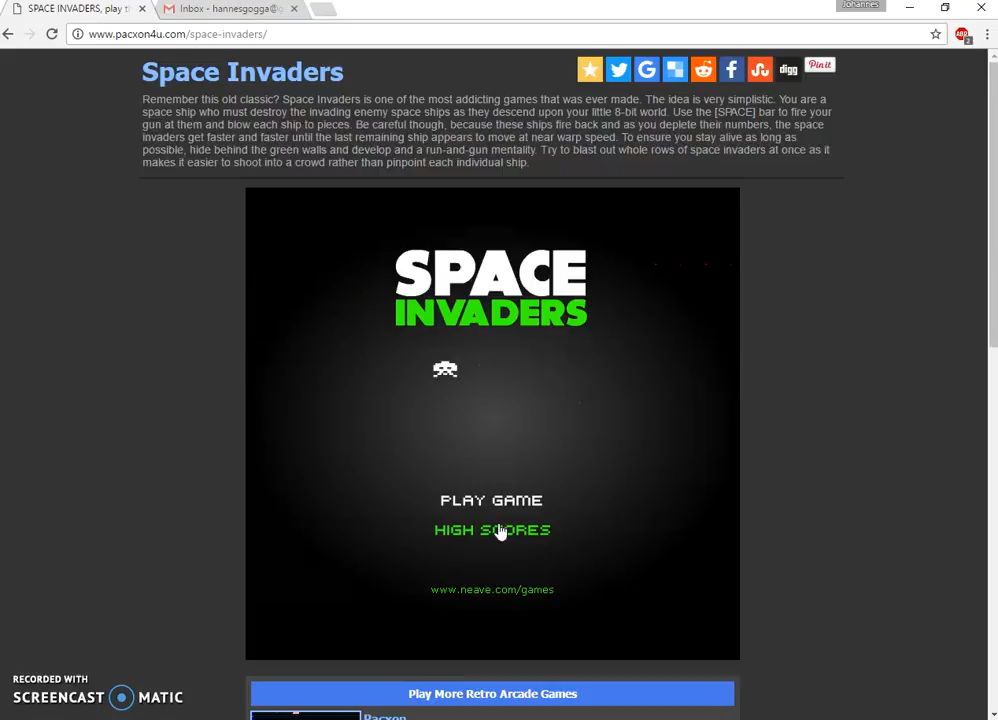 SPACE INVADERS, play t
Inbox - hannesgogga@g
Johannes
www.pacxon4u.com/space-invaders/
ABP
2
Space Invaders
digg
Pin it
Remember this old classic? Space Invaders is one of the most addicting games that was ever made. The idea is very simplistic. You are a
space ship who must destroy the invading enemy space ships as they descend upon your little 8-bit world. Use the [SPACE] bar to fire your
gun at them and blow each ship to pieces. Be careful though, because these ships fire back and as you deplete their numbers, the space
invaders get faster and faster until the last remaining ship appears to move at near warp speed. To ensure you stay alive as long as
possible, hide behind the green walls and develop and a run-and-gun mentality. Try to blast out whole rows of space invaders at once as it
makes it easier to shoot into a crowd rather than pinpoint each individual ship.
SPACE
INVADERS
PLAY GAME
HIGH SCORES
www.neave.com/games
RECORDED WITH
SCREENCAST MATIC
Play More Retro Arcade Games
Pacxon